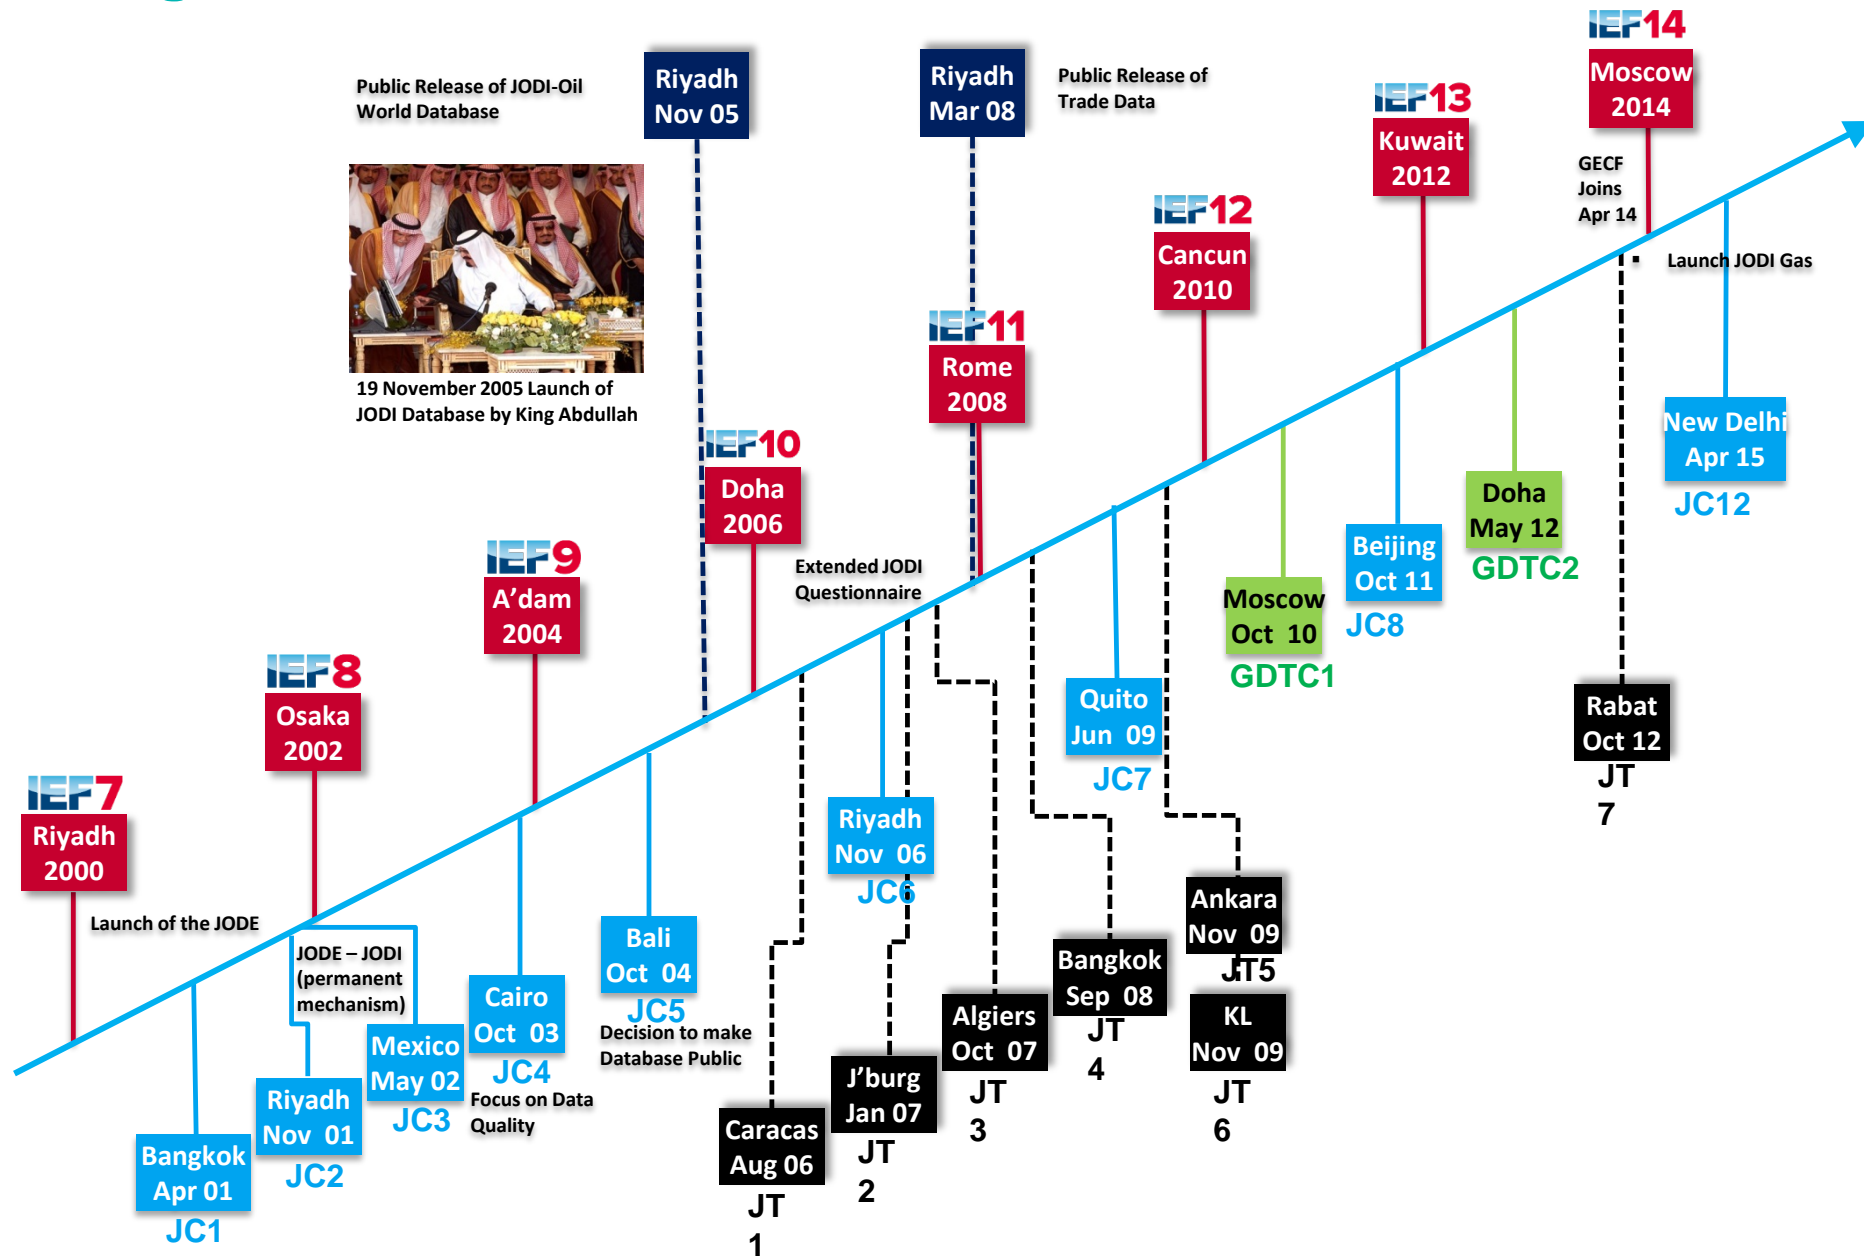 IEF14
Moscow
2014
Riyadh
Nov 05
Riyadh
Mar 08
Public Release of JODI-Oil
World Database
Public Release of
Trade Data
IEF13
Kuwait
2012
GECF
Joins
Apr 14
IEF12
Cancun
2010
▪ Launch JODI Gas
IEF11
Rome
2008
19 November 2005 Launch of
JODI Database by King Abdullah
IEF10
Doha
2006
New Delhi
Apr 15
JC12
Doha
May 12
GDTC2
IEF9
A’dam
2004
Extended JODI
Questionnaire
Beijing
Oct 11
JC8
Moscow
Oct 10
GDTC1
IEF8
Osaka
2002
Quito
Jun 09
JC7
Rabat
Oct 12
JT
7
IEF7
Riyadh
2000
Riyadh
Nov 06
JC6
Launch of the JODE
JODE – JODI
(permanent
mechanism)
Bali
Oct 04
JC5
Decision to make
Database Public
Ankara
Nov 09
JT5
Bangkok
Sep 08
JT
4
Cairo
Oct 03
JC4
Focus on Data
Quality
Algiers
Oct 07
JT
3
KL
Nov 09
JT
6
Mexico
May 02
JC3
J’burg
Jan 07
JT
2
Riyadh
Nov 01
JC2
Caracas
Aug 06
JT
1
Bangkok
Apr 01
JC1